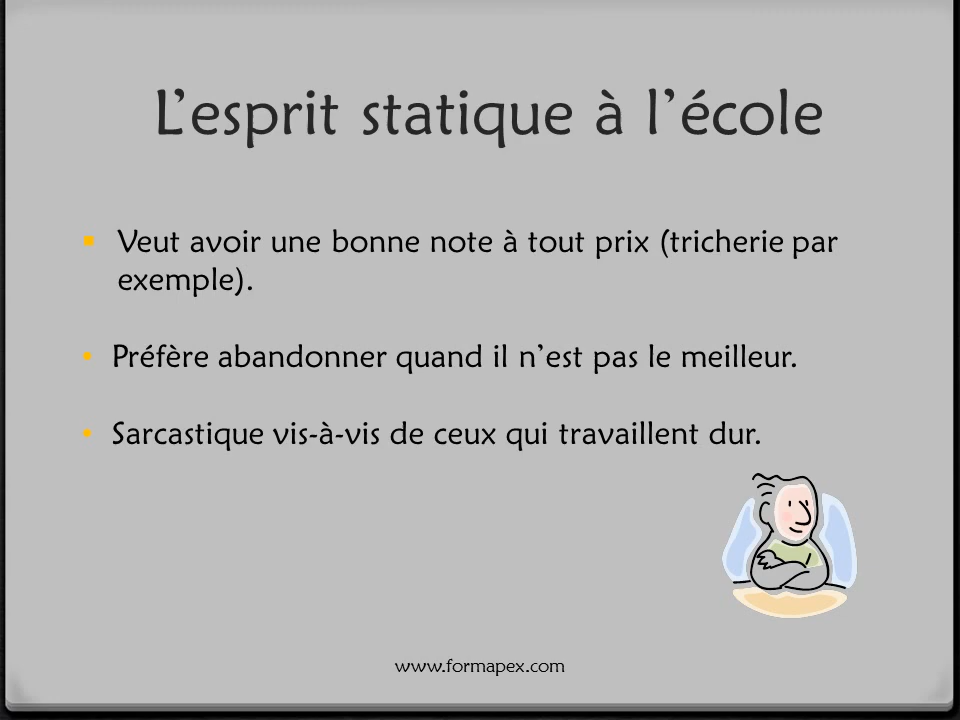 L’esprit statique à l’école
▪ Veut avoir une bonne note à tout prix (tricherie par
exemple).
• Préfère abandonner quand il n’est pas le meilleur.
• Sarcastique vis-à-vis de ceux qui travaillent dur.
www.formapex.com